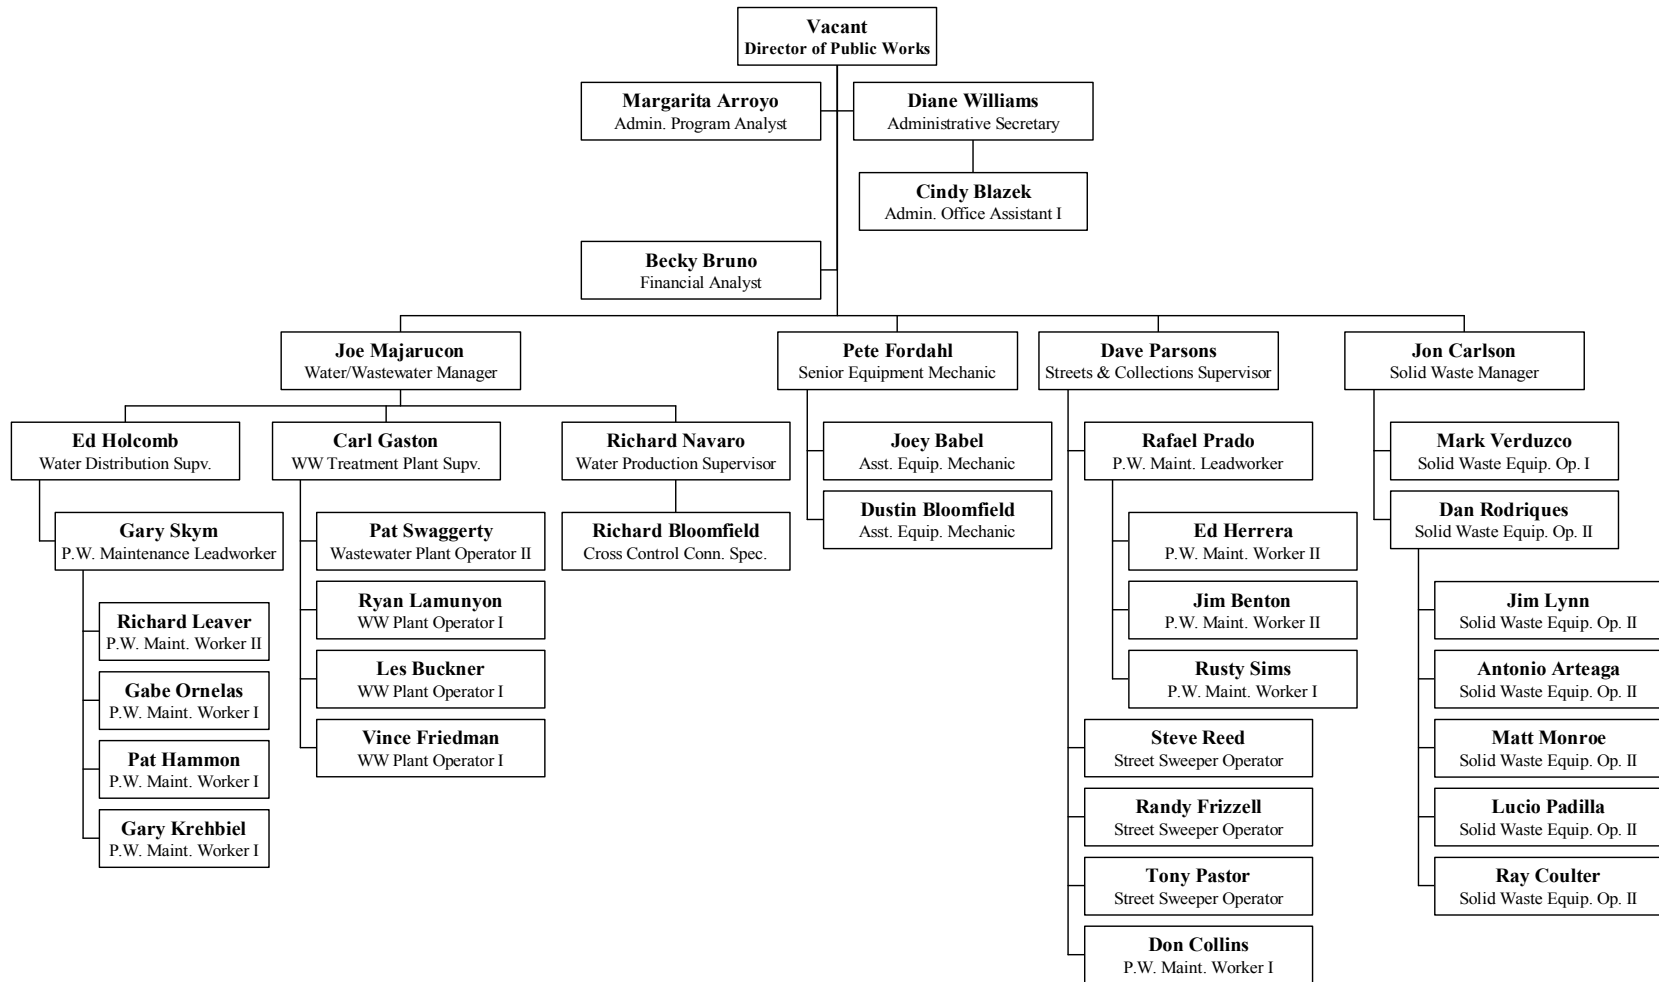 Vacant
Director of Public Works
Margarita Arroyo
Admin. Program Analyst
Diane Williams
Administrative Secretary
Cindy Blazek
Admin. Office Assistant I
Becky Bruno
Financial Analyst
Joe Majarucon
Water/Wastewater Manager
Pete Fordahl
Senior Equipment Mechanic
Dave Parsons
Streets & Collections Supervisor
Jon Carlson
Solid Waste Manager
Ed Holcomb
Water Distribution Supv.
Carl Gaston
WW Treatment Plant Supv.
Richard Navaro
Water Production Supervisor
Joey Babel
Asst. Equip. Mechanic
Rafael Prado
P.W. Maint. Leadworker
Mark Verduzco
Solid Waste Equip. Op. I
Gary Skym
P.W. Maintenance Leadworker
Pat Swaggerty
Wastewater Plant Operator II
Richard Bloomfield
Cross Control Conn. Spec.
Dustin Bloomfield
Asst. Equip. Mechanic
Ed Herrera
P.W. Maint. Worker II
Dan Rodriques
Solid Waste Equip. Op. II
Richard Leaver
P.W. Maint. Worker II
Ryan Lamunyon
WW Plant Operator I
Jim Benton
P.W. Maint. Worker II
Jim Lynn
Solid Waste Equip. Op. II
Gabe Ornelas
P.W. Maint. Worker I
Les Buckner
WW Plant Operator I
Rusty Sims
P.W. Maint. Worker I
Antonio Arteaga
Solid Waste Equip. Op. II
Pat Hammon
P.W. Maint. Worker I
Vince Friedman
WW Plant Operator I
Steve Reed
Street Sweeper Operator
Matt Monroe
Solid Waste Equip. Op. II
Gary Krehbiel
P.W. Maint. Worker I
Randy Frizzell
Street Sweeper Operator
Lucio Padilla
Solid Waste Equip. Op. II
Tony Pastor
Street Sweeper Operator
Ray Coulter
Solid Waste Equip. Op. II
Don Collins
P.W. Maint. Worker I